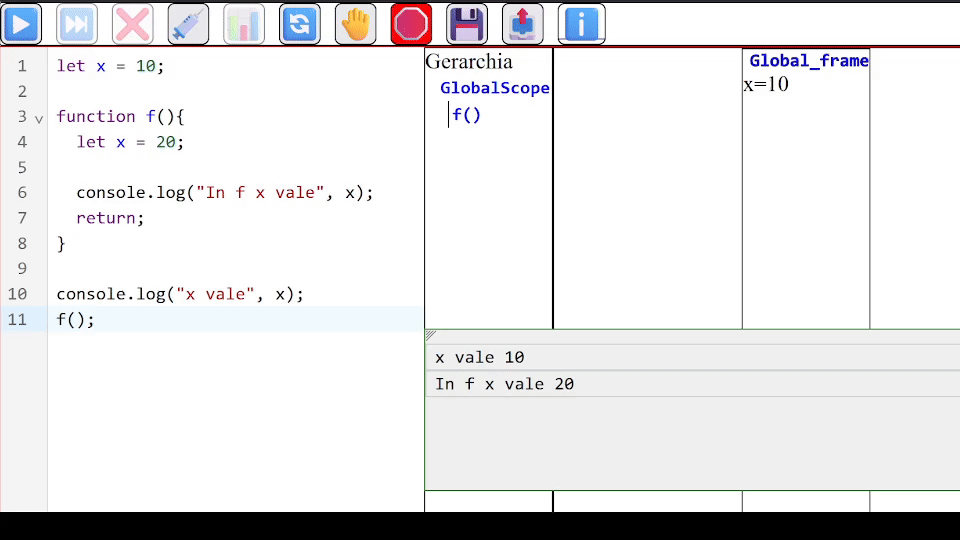 1 let x = 10;
2
3 function f(){
4 let x = 20;
5
6 console.log("In f x vale", x);
7 return;
8 }
9
10 console.log("x vale", x);
11 f();
Gerarchia
GlobalScope
f()
Global_frame
x=10
x vale 10
In f x vale 20